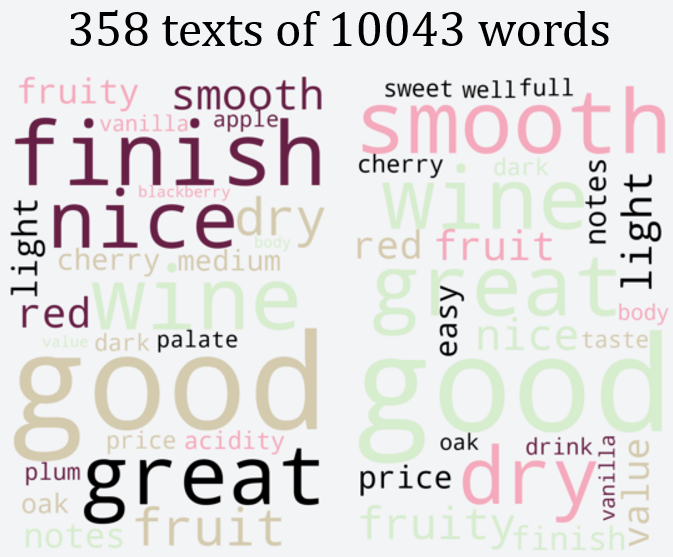 358 texts of 10043 words
fruity
smooth
vanilla
apple
finish
blackberry
nice
dry
light
body
cherry
medium
wine
red
value
dark
palate
good
price
acidity
plum
great
oak
notes
fruit
sweet
well
full
smooth
cherry
dark
wine
notes
light
red
fruit
great
easy
body
nice
taste
good
oak
drink
vanilla
value
price
dry
fruity
finish